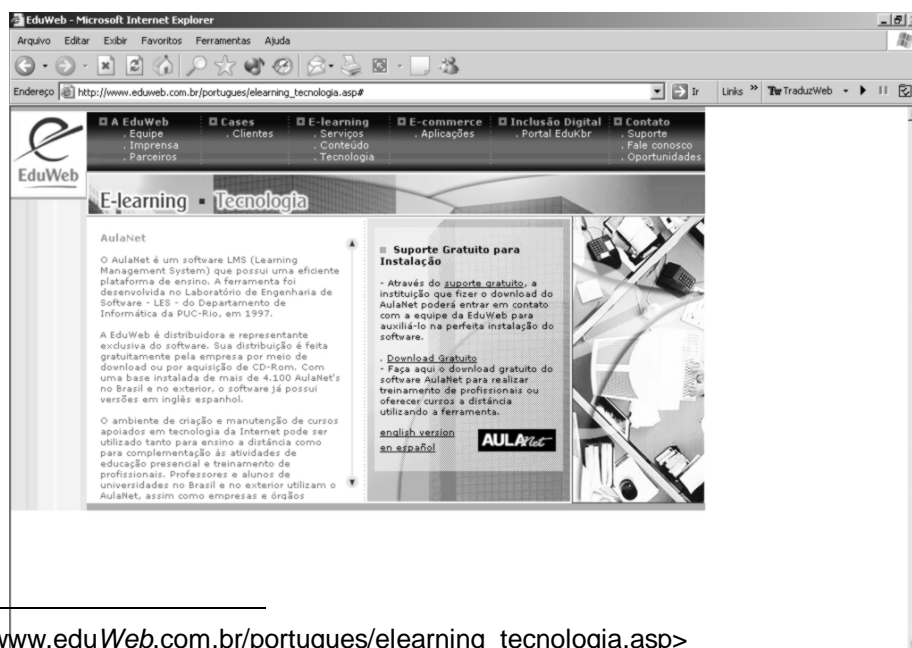 EduWeb - Microsoft Internet Explorer
Arquivo Editar Exibir Favoritos Ferramentas Ajuda
Endereço http://www.eduweb.com.br/portugues/elearning_tecnologia.asp# Ir Links » TraduzWeb
A EduWeb Cases E-learning E-commerce Inclusão Digital Contato
. Equipe . Clientes . Serviços . Aplicações . Portal EduKbr . Suporte
. Imprensa . Conteúdo . Fale conosco
. Parceiros . Tecnologia . Oportunidades
EduWeb
E-learning ▪ Tecnologia
AulaNet
O AulaNet é um software LMS (Learning
Management System) que possui uma eficiente
plataforma de ensino. A ferramenta foi
desenvolvida no Laboratório de Engenharia de
Software - LES - do Departamento de
Informática da PUC-Rio, em 1997.
A EduWeb é distribuidora e representante
exclusiva do software. Sua distribuição é feita
gratuitamente pela empresa por meio de
download ou por aquisição de CD-Rom. Com
uma base instalada de mais de 4.100 AulaNet's
no Brasil e no exterior, o software já possui
versões em inglês espanhol.
O ambiente de criação e manutenção de cursos
apoiados em tecnologia da Internet pode ser
utilizado tanto para ensino a distância como
para complementação às atividades de
educação presencial e treinamento de
profissionais. Professores e alunos de
universidades no Brasil e no exterior utilizam o
AulaNet, assim como empresas e órgãos
Suporte Gratuito para
Instalação
- Através do suporte gratuito, a
instituição que fizer o download do
AulaNet poderá entrar em contato
com a equipe da EduWeb para
auxiliá-lo na perfeita instalação do
software.
. Download Gratuito
- Faça aqui o download gratuito do
software AulaNet para realizar
treinamento de profissionais ou
oferecer cursos a distância
utilizando a ferramenta.
english version
en español
AULANet
www.eduWeb.com.br/portugues/elearning_tecnologia.asp>